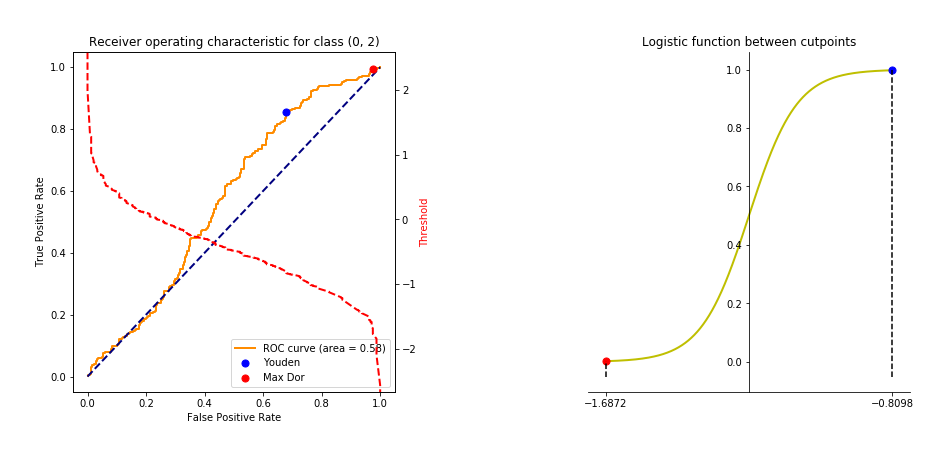 Receiver operating characteristic for class (0, 2)
True Positive Rate
1.0
0.8
0.6
0.4
0.2
0.0
0.0 0.2 0.4 0.6 0.8 1.0
False Positive Rate
2
1
0
−1
−2
Threshold
ROC curve (area = 0.58)
Youden
Max Dor
Logistic function between cutpoints
1.0
0.8
0.6
0.4
0.2
0.0
−1.6872 −0.8098